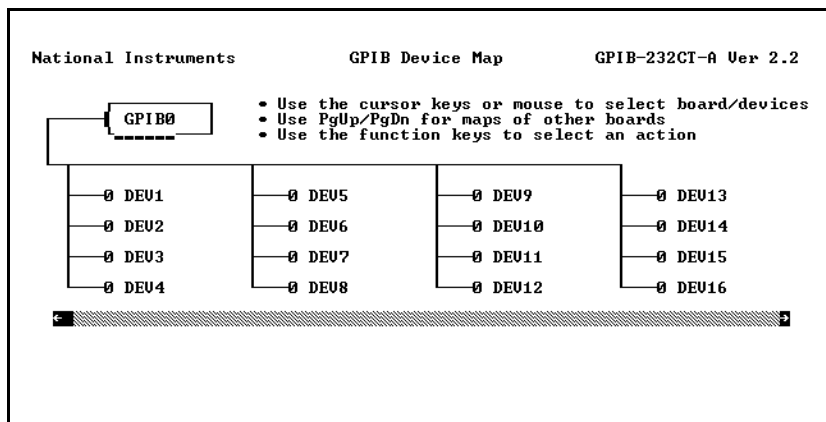 National Instruments GPIB Device Map GPIB-232CT-A Ver 2.2
GPIB0
• Use the cursor keys or mouse to select board/devices
• Use PgUp/PgDn for maps of other boards
• Use the function keys to select an action
0 DEV1 0 DEV5 0 DEV9 0 DEV13
0 DEV2 0 DEV6 0 DEV10 0 DEV14
0 DEV3 0 DEV7 0 DEV11 0 DEV15
0 DEV4 0 DEV8 0 DEV12 0 DEV16